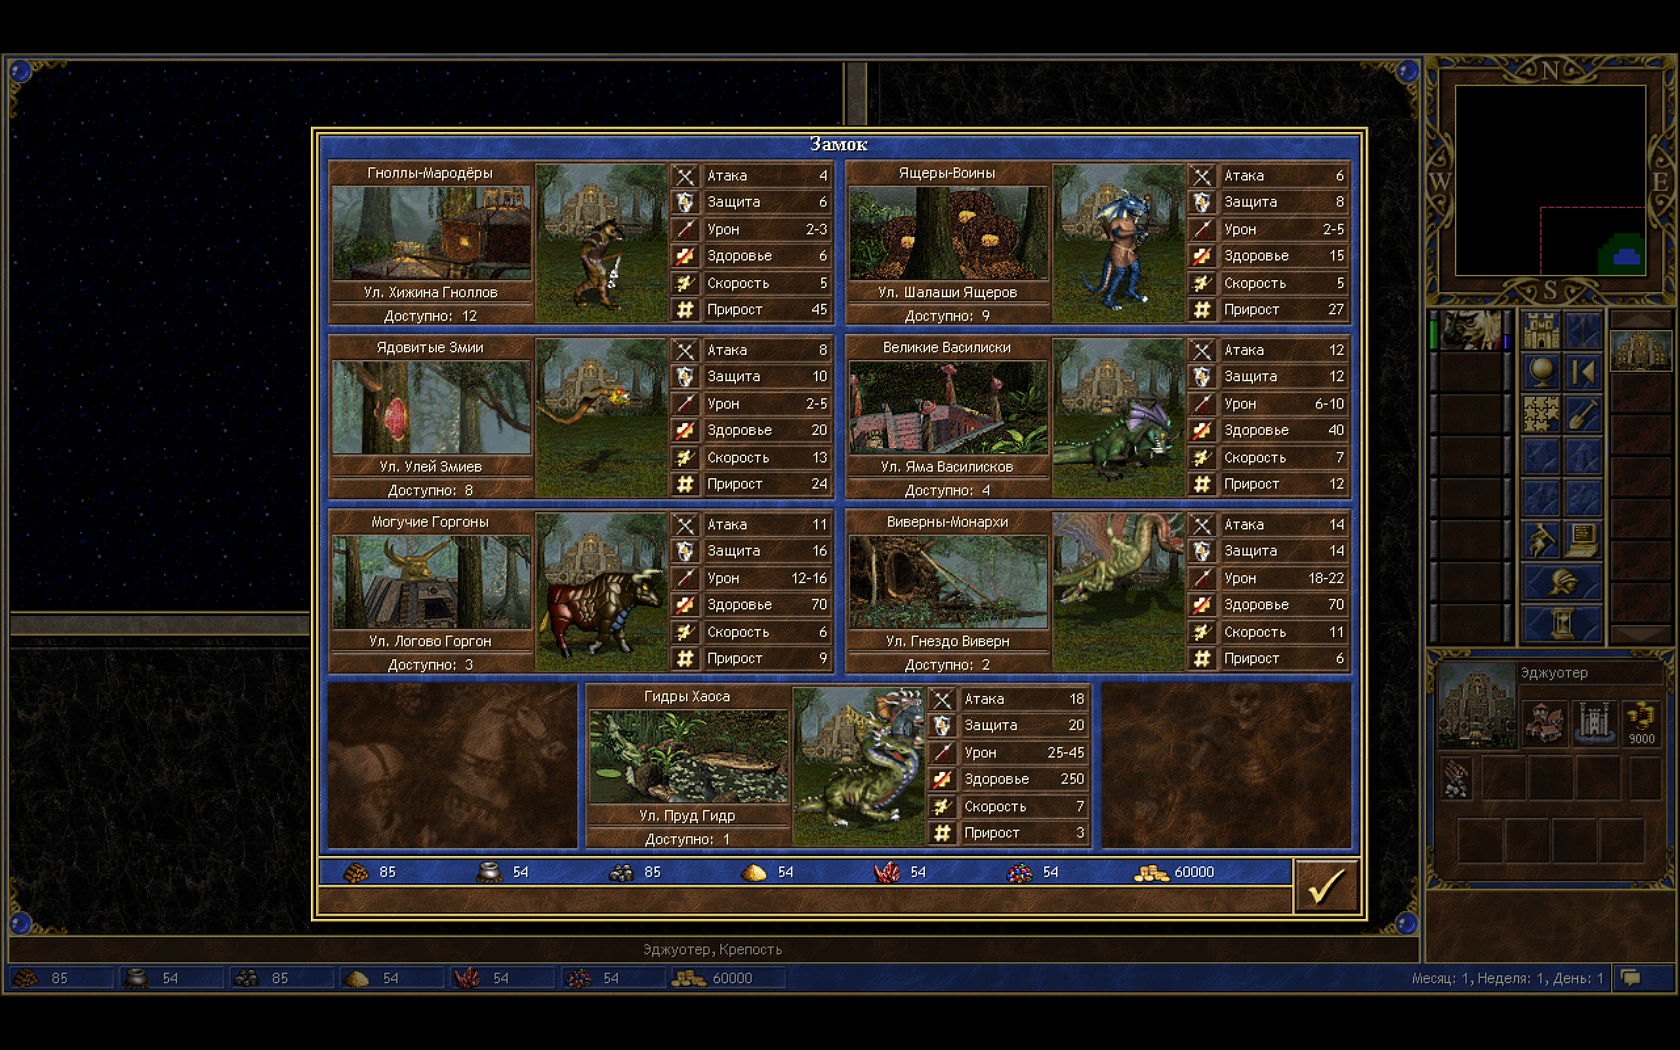 Замок
Гноллы-Мародёры
Ул. Хижина Гноллов
Доступно: 12
Атака 4
Защита 6
Урон 2-3
Здоровье 6
Скорость 5
Прирост 45
Ящеры-Воины
Ул. Шалаши Ящеров
Доступно: 9
Атака 6
Защита 8
Урон 2-5
Здоровье 15
Скорость 5
Прирост 27
Ядовитые Змии
Ул. Улей Змиев
Доступно: 8
Атака 8
Защита 10
Урон 2-5
Здоровье 20
Скорость 13
Прирост 24
Великие Василиски
Ул. Яма Василисков
Доступно: 4
Атака 12
Защита 12
Урон 6-10
Здоровье 40
Скорость 7
Прирост 12
Могучие Горгоны
Ул. Логово Горгон
Доступно: 3
Атака 11
Защита 16
Урон 12-16
Здоровье 70
Скорость 6
Прирост 9
Виверны-Монархи
Ул. Гнездо Виверн
Доступно: 2
Атака 14
Защита 14
Урон 18-22
Здоровье 70
Скорость 11
Прирост 6
Гидры Хаоса
Ул. Пруд Гидр
Доступно: 1
Атака 18
Защита 20
Урон 25-45
Здоровье 250
Скорость 7
Прирост 3
85 54 85 54 54 54 60000
N
W E
S
Эджуотер
9000
Эджуотер, Крепость
85 54 85 54 54 54 60000
Месяц: 1, Неделя: 1, День: 1